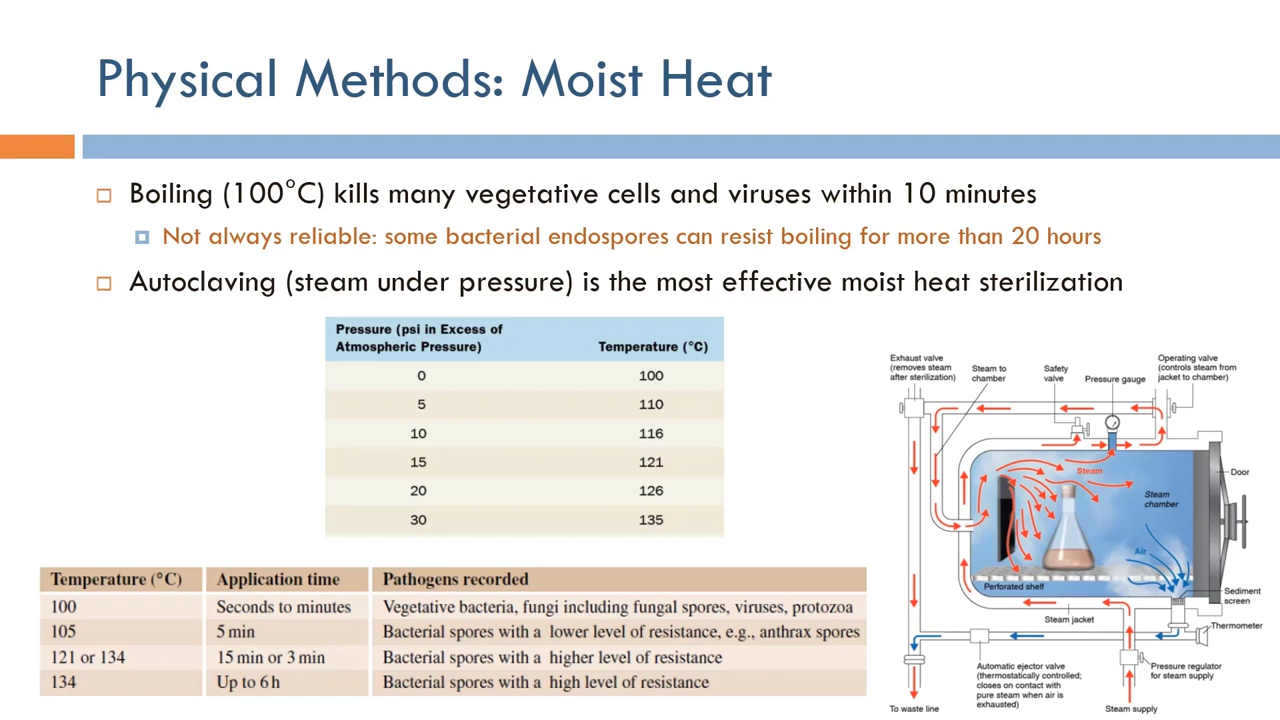 Physical Methods: Moist Heat
Boiling (100°C) kills many vegetative cells and viruses within 10 minutes
Not always reliable: some bacterial endospores can resist boiling for more than 20 hours
Autoclaving (steam under pressure) is the most effective moist heat sterilization
Pressure (psi in Excess of
Atmospheric Pressure) Temperature (°C)
0 100
5 110
10 116
15 121
20 126
30 135
Temperature (°C) Application time Pathogens recorded
100 Seconds to minutes Vegetative bacteria, fungi including fungal spores, viruses, protozoa
105 5 min Bacterial spores with a lower level of resistance, e.g., anthrax spores
121 or 134 15 min or 3 min Bacterial spores with a higher level of resistance
134 Up to 6 h Bacterial spores with a high level of resistance
Exhaust valve
(removes steam
after sterilization)
Steam to
chamber
Safety
valve
Pressure gauge
Operating valve
(controls steam from
jacket to chamber)
Steam
Steam
chamber
Door
Air
Perforated shelf
Sediment
screen
Steam jacket
Thermometer
Automatic ejector valve
(thermostatically controlled;
closes on contact with
pure steam when air is
exhausted)
Pressure regulator
for steam supply
To waste line
Steam supply